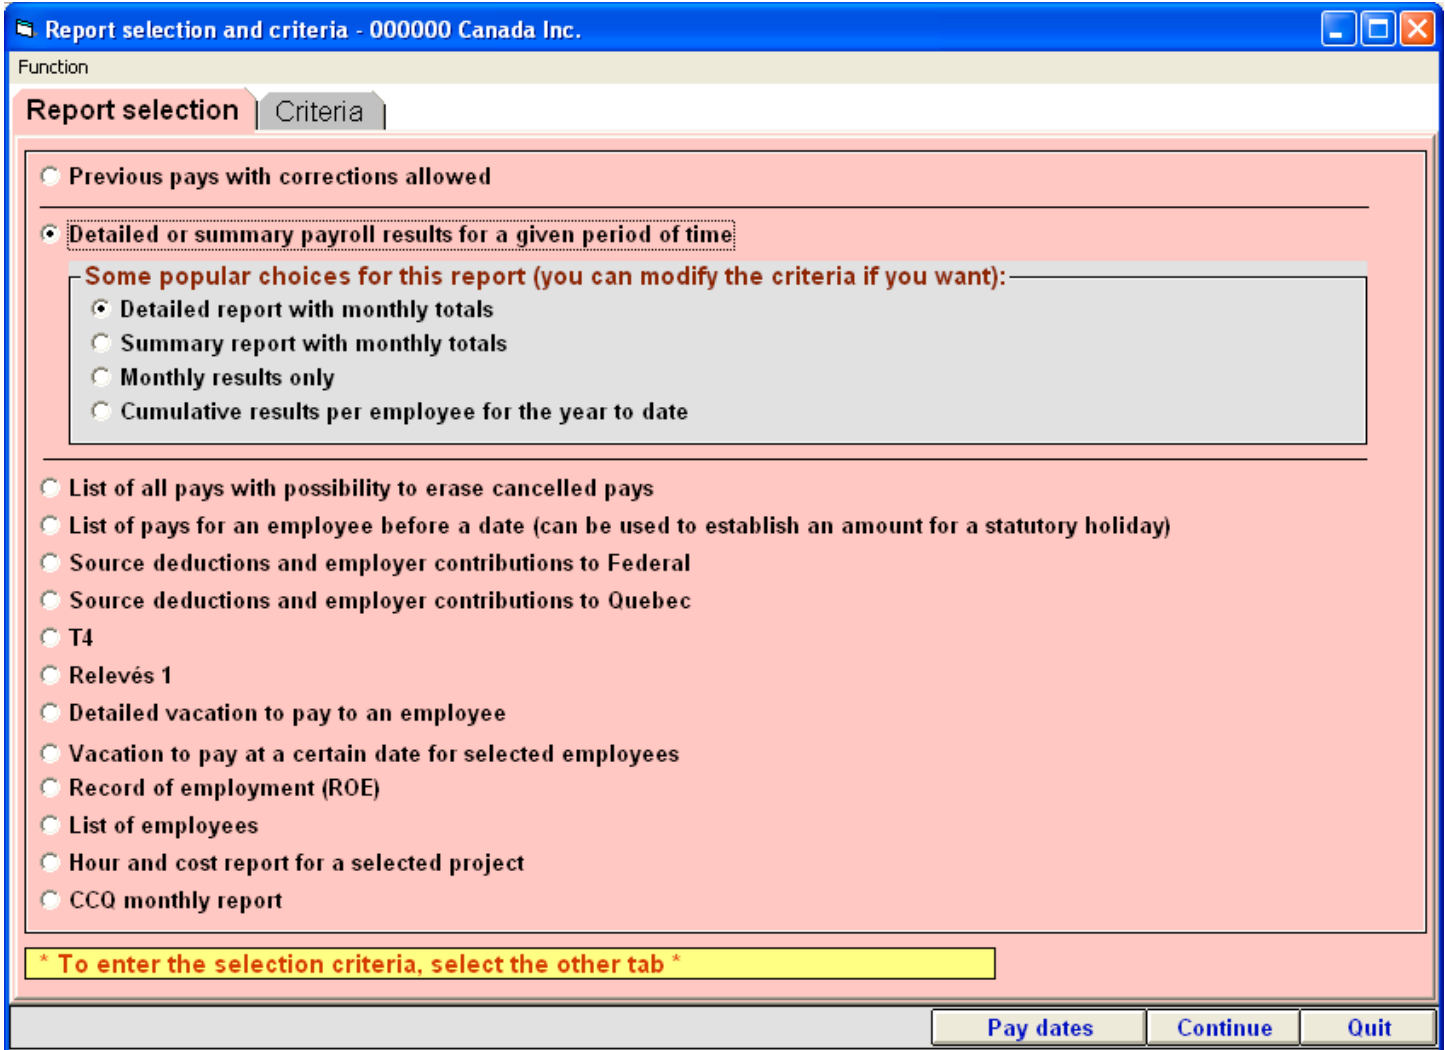 Report selection and criteria - 000000 Canada Inc.
Function
Report selection Criteria
Previous pays with corrections allowed
Detailed or summary payroll results for a given period of time
Some popular choices for this report (you can modify the criteria if you want):
Detailed report with monthly totals
Summary report with monthly totals
Monthly results only
Cumulative results per employee for the year to date
List of all pays with possibility to erase cancelled pays
List of pays for an employee before a date (can be used to establish an amount for a statutory holiday)
Source deductions and employer contributions to Federal
Source deductions and employer contributions to Quebec
T4
Relevés 1
Detailed vacation to pay to an employee
Vacation to pay at a certain date for selected employees
Record of employment (ROE)
List of employees
Hour and cost report for a selected project
CCQ monthly report
* To enter the selection criteria, select the other tab *
Pay dates Continue Quit